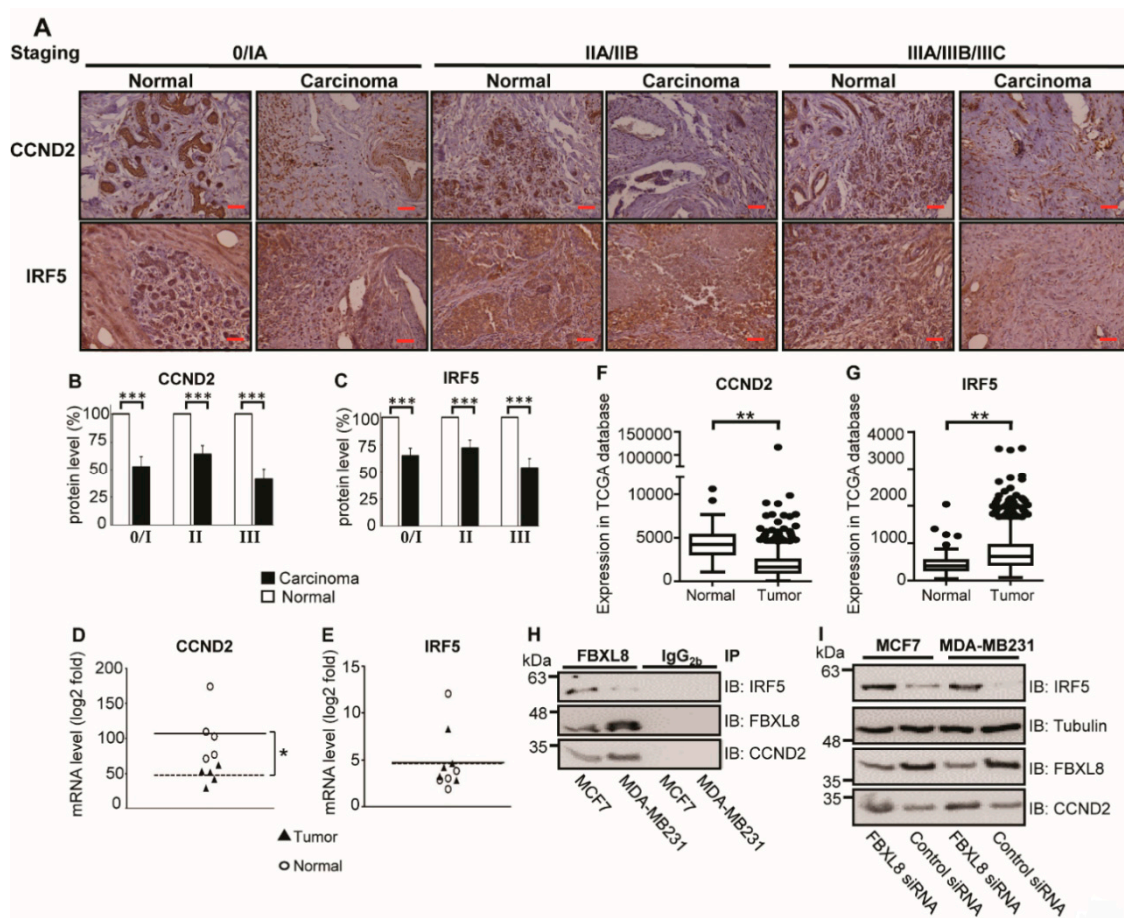 A
Staging 0/IA IIA/IIB IIIA/IIIB/IIIC
Normal Carcinoma Normal Carcinoma Normal Carcinoma
CCND2
IRF5
B CCND2
*** *** ***
protein level (%)
100
75
50
25
0
0/I II III
C IRF5
*** *** ***
protein level (%)
100
75
50
25
0
0/I II III
Carcinoma
Normal
F CCND2
**
Expression in TCGA database
150000
100000
50000
10000
5000
0
Normal Tumor
G IRF5
**
Expression in TCGA database
4000
3000
2000
1000
0
Normal Tumor
D CCND2
mRNA level (log2 fold)
200
150
100
50
0
*
E IRF5
mRNA level (log2 fold)
15
10
5
0
Tumor
Normal
H
kDa FBXL8 IgG2b IP
63
IB: IRF5
48
IB: FBXL8
35
IB: CCND2
MCF7 MDA-MB231 MCF7 MDA-MB231
I
kDa MCF7 MDA-MB231
63
IB: IRF5
IB: Tubulin
48
IB: FBXL8
35
35
IB: CCND2
FBXL8 siRNA Control siRNA FBXL8 siRNA Control siRNA